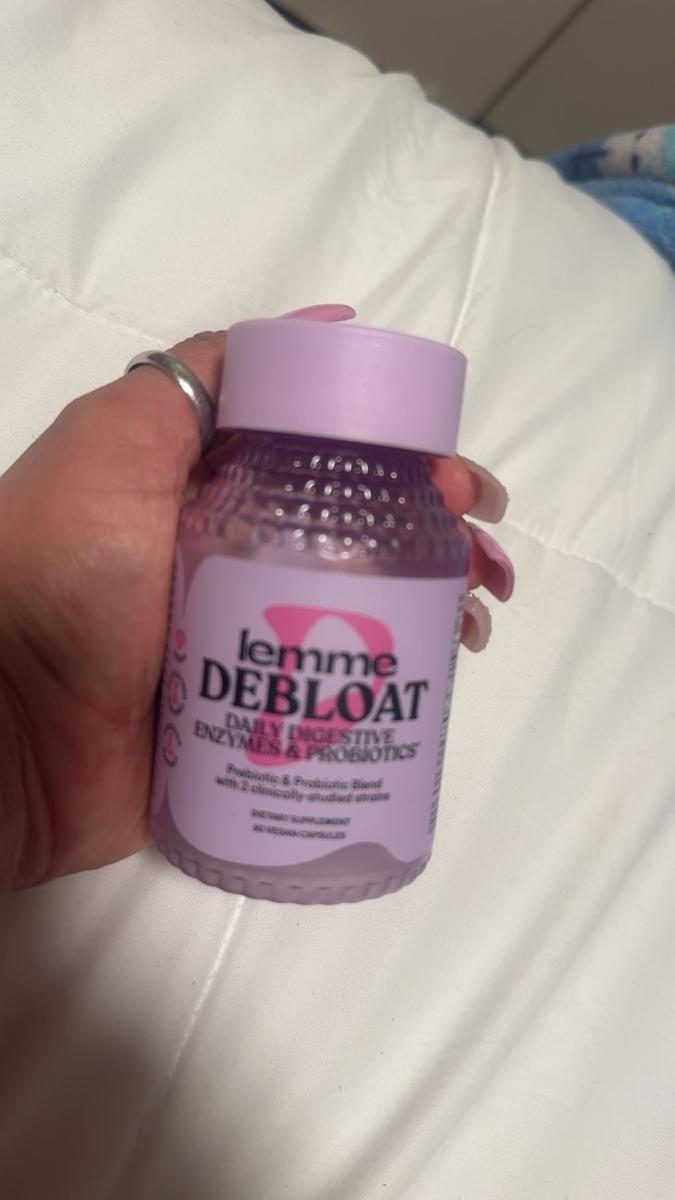 lemme
DEBLOAT
DAILY DIGESTIVE
ENZYMES & PROBIOTICS*
Prebiotic & Probiotic Blend
with 2 clinically-studied strains
DIETARY SUPPLEMENT
60 VEGAN CAPSULES